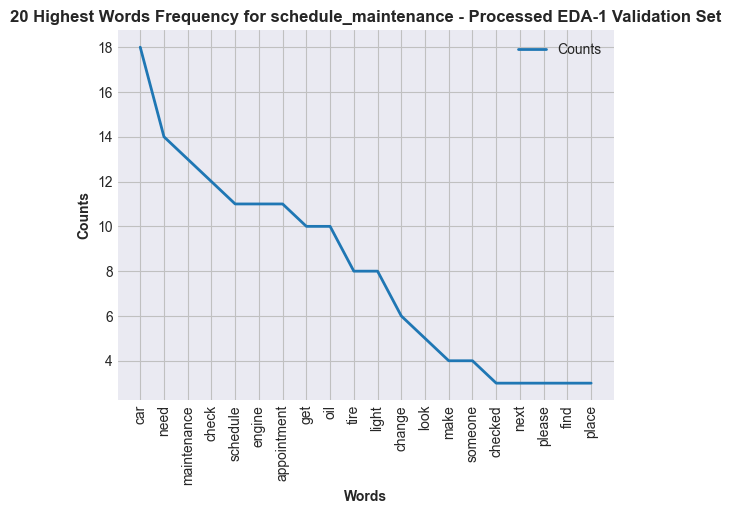 20 Highest Words Frequency for schedule_maintenance - Processed EDA-1 Validation Set
Counts
18
16
14
12
10
8
6
4
Counts
car
need
maintenance
check
schedule
engine
appointment
get
oil
tire
light
change
look
make
someone
checked
next
please
find
place
Words